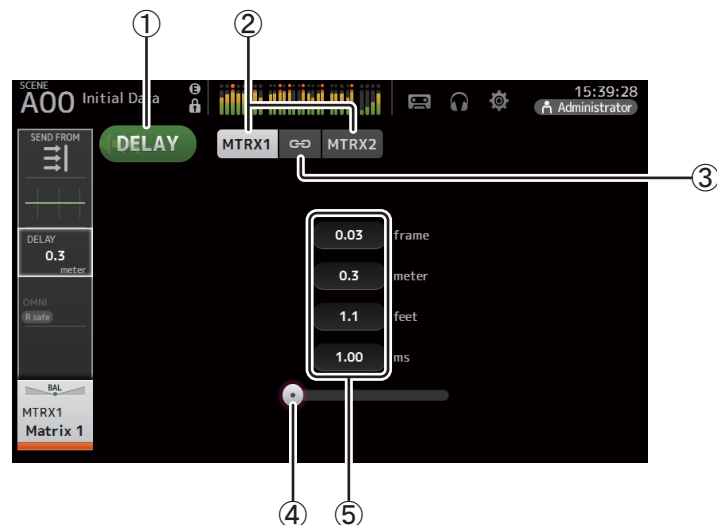 ① ②
SCENE
A00 Initial Data E
15:39:28
Administrator
SEND FROM
DELAY
MTRX1 MTRX2
③
DELAY
0.3
meter
0.03 frame
0.3 meter
1.1 feet
1.00 ms
OMNI
R safe
BAL
MTRX1
Matrix 1
④ ⑤